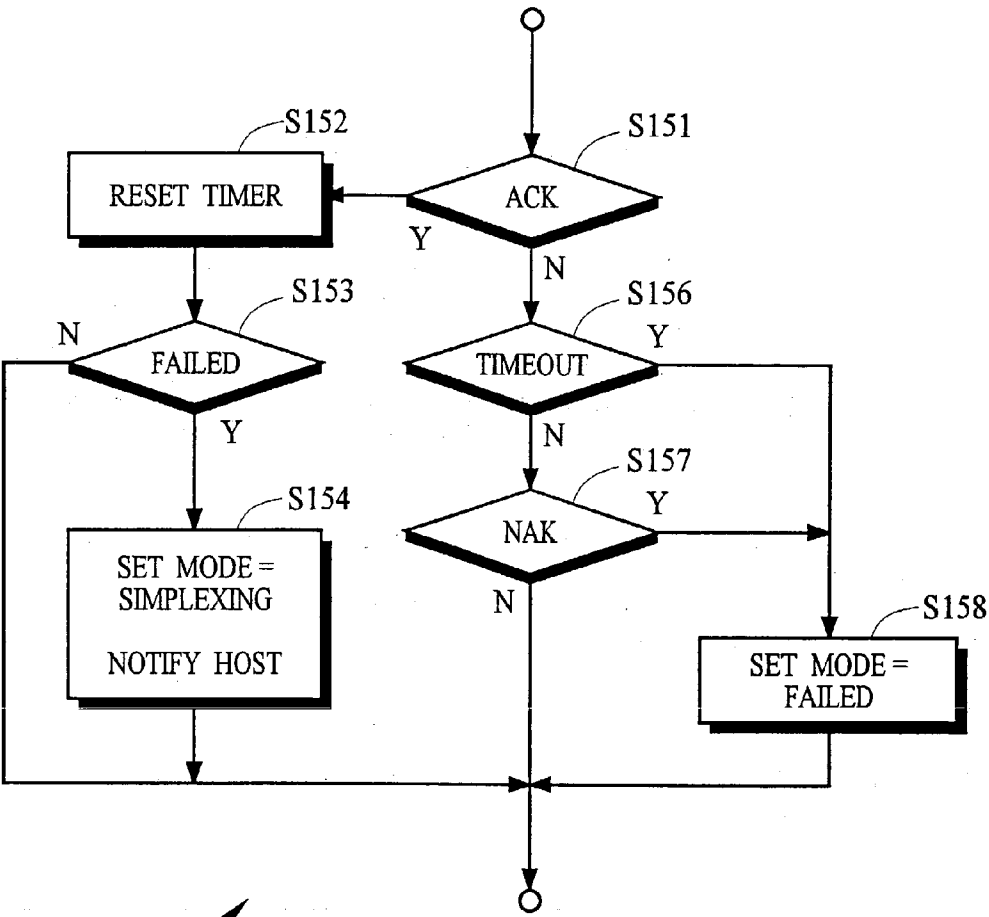 S152
S151
RESET TIMER
ACK
Y
N
S153
S156
N
Y
FAILED
TIMEOUT
Y
N
S157
S154
Y
NAK
SET MODE =
SIMPLEXING
NOTIFY HOST
N
S158
SET MODE =
FAILED